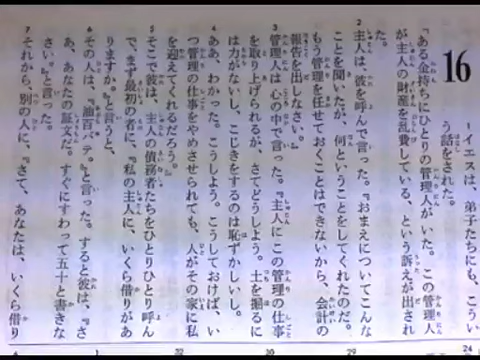 16
1 イエスは、弟子たちにも、こうい
う話をされた。
「ある金持ちにひとりの管理人がいた。この管理人
が主人の財産を乱費している、という訴えが出され
た。
2 主人は、彼を呼んで言った。『おまえについてこんな
ことを聞いたが、何ということをしてくれたのだ。
もう管理を任せておくことはできないから、会計の
報告を出しなさい。』
3 管理人は心の中で言った。『主人にこの管理の仕事
を取り上げられるが、さてどうしよう。土を掘るに
は力がないし、こじきをするのは恥ずかしいし。
4 ああ、わかった。こうしよう。こうしておけば、い
つ管理の仕事をやめさせられても、人がその家に私
を迎えてくれるだろう。』
5 そこで彼は、主人の債務者たちをひとりひとり呼ん
で、まず最初の者に、『私の主人に、いくら借りがあ
りますか。』と言うと、
6 その人は、『油百バテ。』と言った。すると彼は、『さ
あ、あなたの証文だ。すぐにすわって五十と書きな
さい。』と言った。
7 それから、別の人に、『さて、あなたは、いくら借り